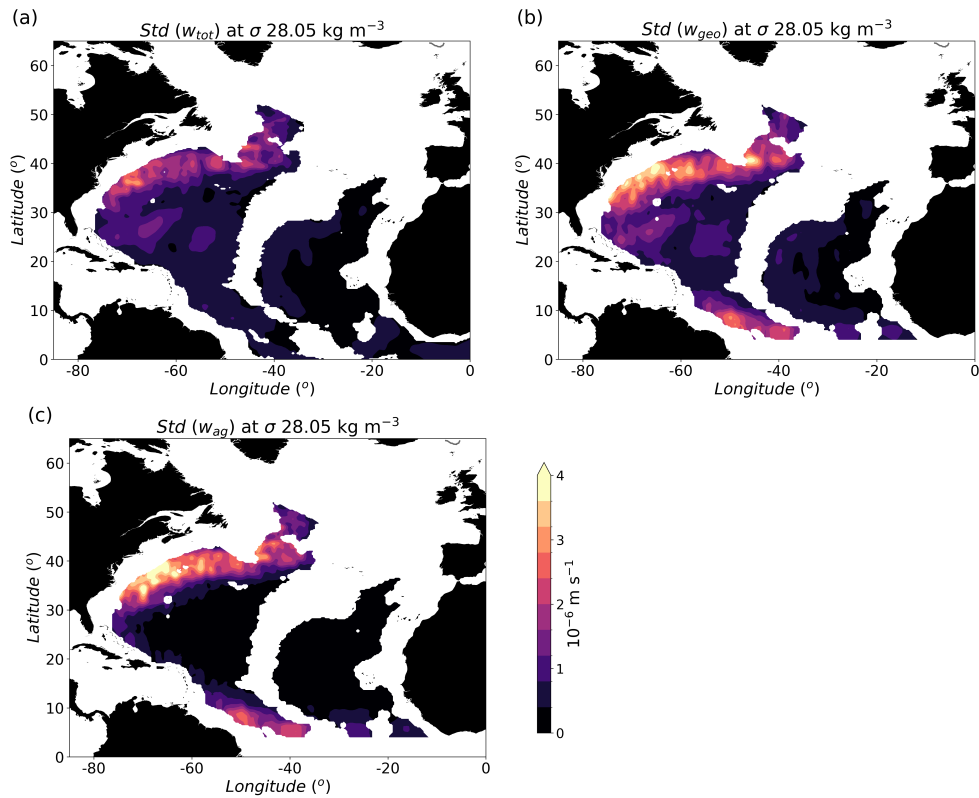 (a)
Std (w_tot) at σ 28.05 kg m⁻³
60
50
40
30
20
10
0
Latitude (°)
-80 -60 -40 -20 0
Longitude (°)
(b)
Std (w_geo) at σ 28.05 kg m⁻³
60
50
40
30
20
10
0
Latitude (°)
-80 -60 -40 -20 0
Longitude (°)
(c)
Std (w_ag) at σ 28.05 kg m⁻³
60
50
40
30
20
10
0
Latitude (°)
-80 -60 -40 -20 0
Longitude (°)
4
3
2
1
0
10⁻⁶ m s⁻¹